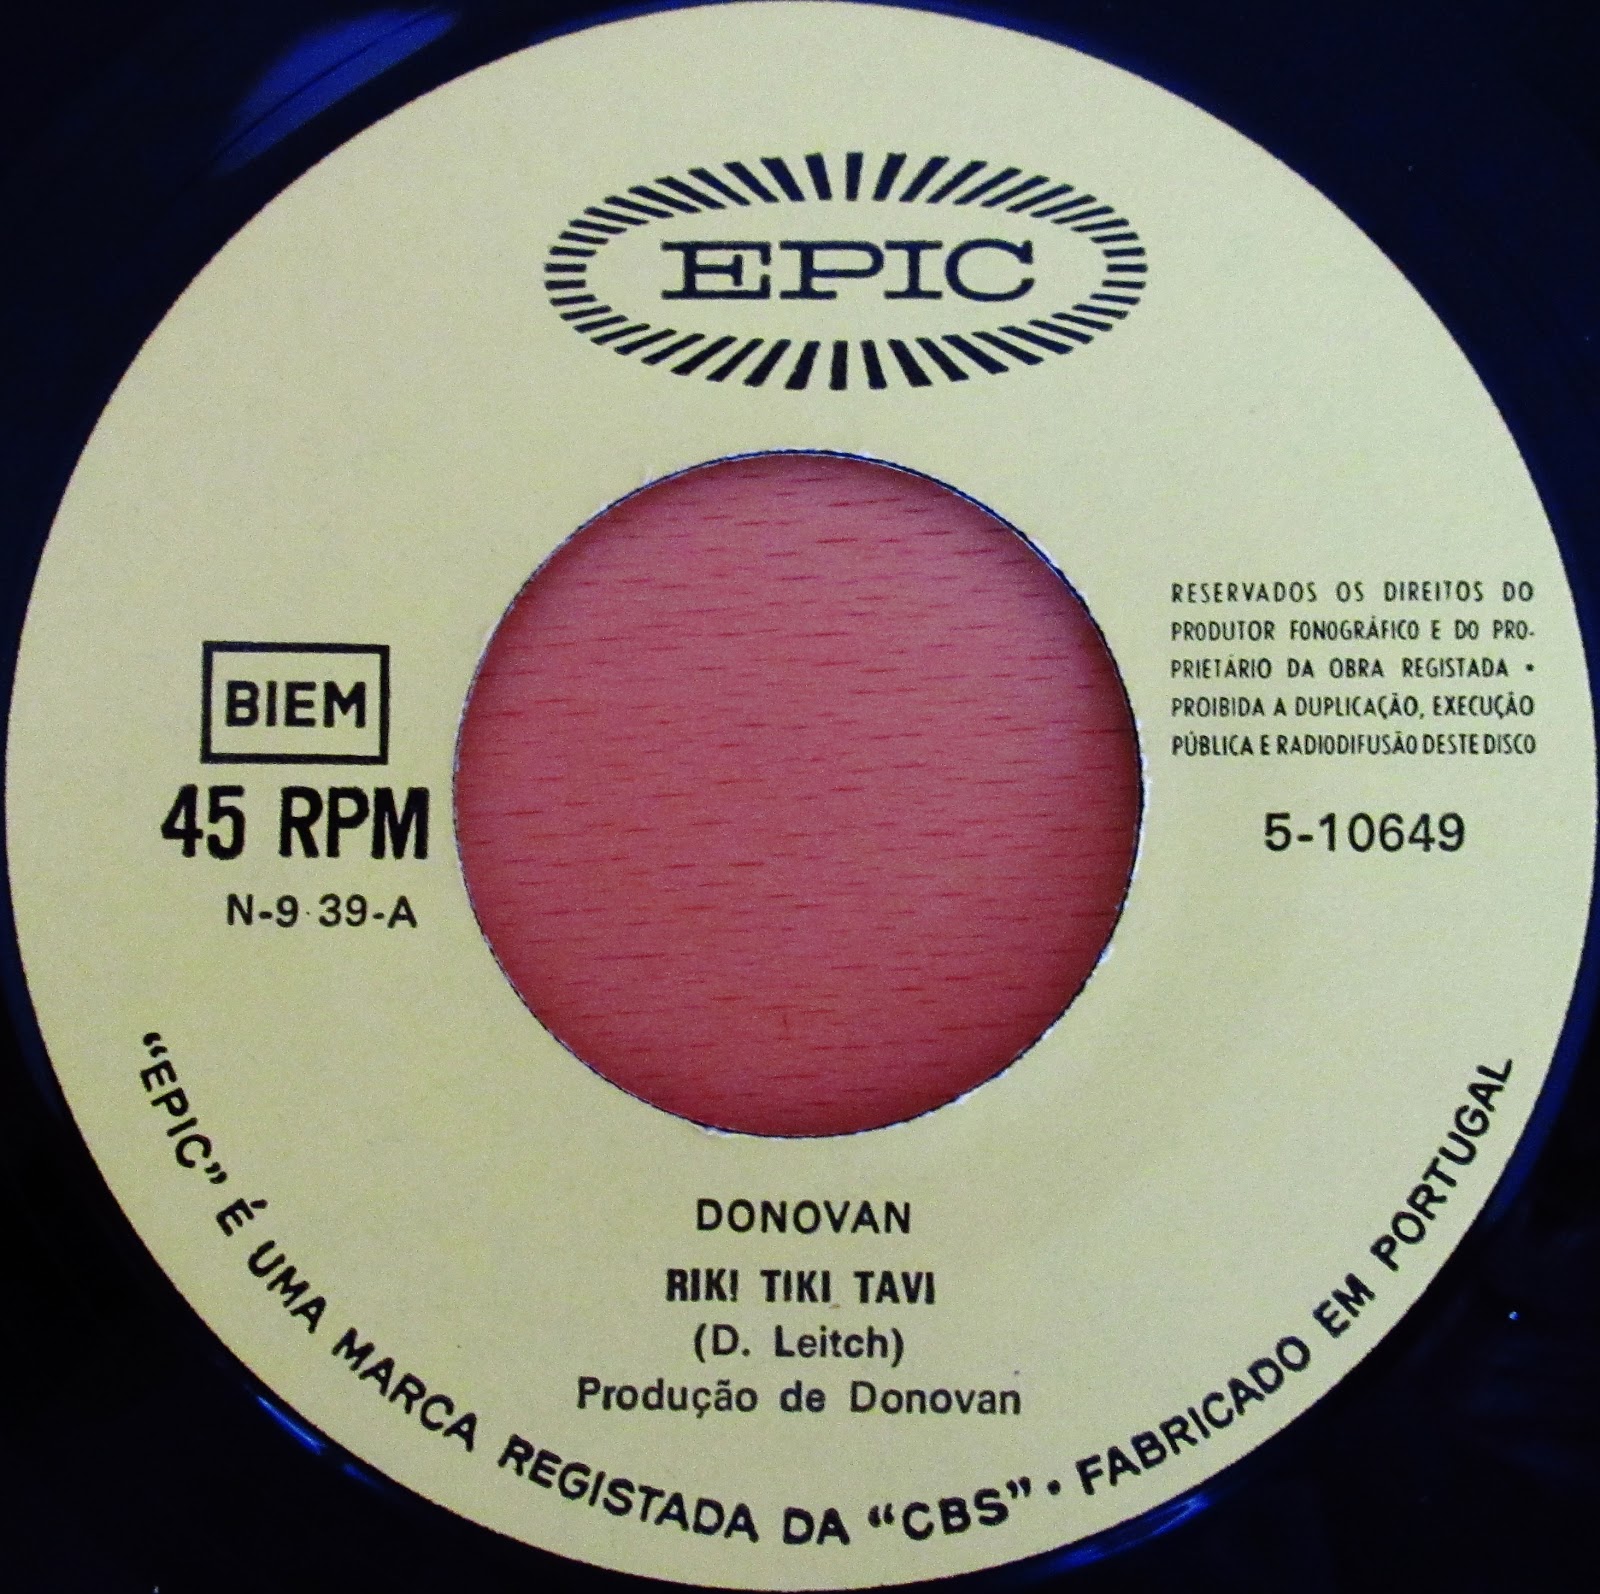 EPIC
RESERVADOS OS DIREITOS DO
PRODUTOR FONOGRÁFICO E DO PRO-
PRIETÁRIO DA OBRA REGISTADA •
PROIBIDA A DUPLICAÇÃO, EXECUÇÃO
PÚBLICA E RADIODIFUSÃO DESTE DISCO
BIEM
45 RPM
N-9·39-A
5-10649
DONOVAN
RIKI TIKI TAVI
(D. Leitch)
Produção de Donovan
“EPIC” É UMA MARCA REGISTADA DA “CBS” • FABRICADO EM PORTUGAL